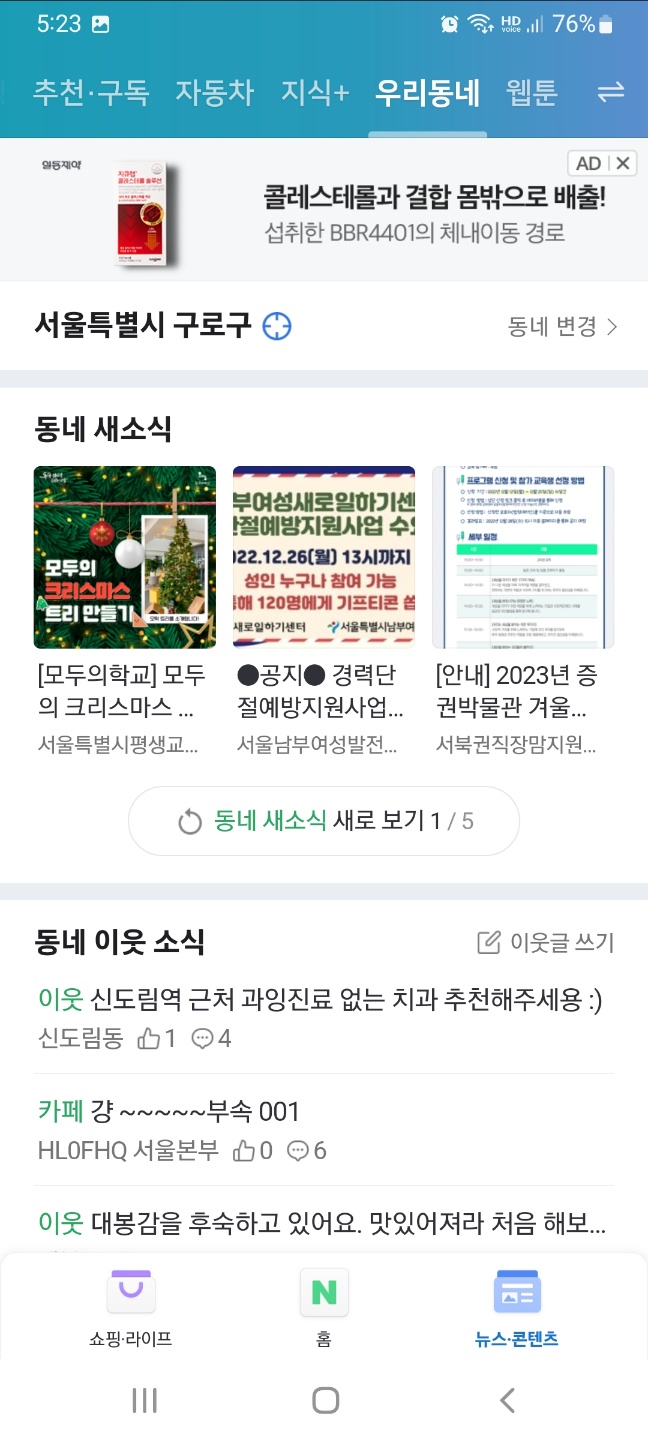 5:23
HD voice 76%
추천·구독 자동차 지식+ 우리동네 웹툰
일동제약
콜레스테롤 솔루션
AD
콜레스테롤과 결합 몸밖으로 배출!
섭취한 BBR4401의 체내이동 경로
서울특별시 구로구
동네 변경 >
동네 새소식
모두의
크리스마스
트리 만들기
부여성새로일하기센
단절예방지원사업 수요
2022.12.26(월) 13시까지
성인 누구나 참여 가능
해 120명에게 기프티콘 쏩
새로일하기센터 서울특별시남부여
프로그램 신청 및 참가 교육생 선정 방법
세부 일정
[모두의학교] 모두
의 크리스마스 ...
서울특별시평생교...
●공지● 경력단
절예방지원사업...
서울남부여성발전...
[안내] 2023년 증
권박물관 겨울...
서북권직장맘지원...
동네 새소식 새로 보기 1 / 5
동네 이웃 소식
이웃글 쓰기
이웃 신도림역 근처 과잉진료 없는 치과 추천해주세용 :)
신도림동 1 4
카페 걍 ~~~~~부속 001
HL0FHQ 서울본부 0 6
이웃 대봉감을 후숙하고 있어요. 맛있어져라 처음 해보...
쇼핑·라이프
N
홈
뉴스·콘텐츠